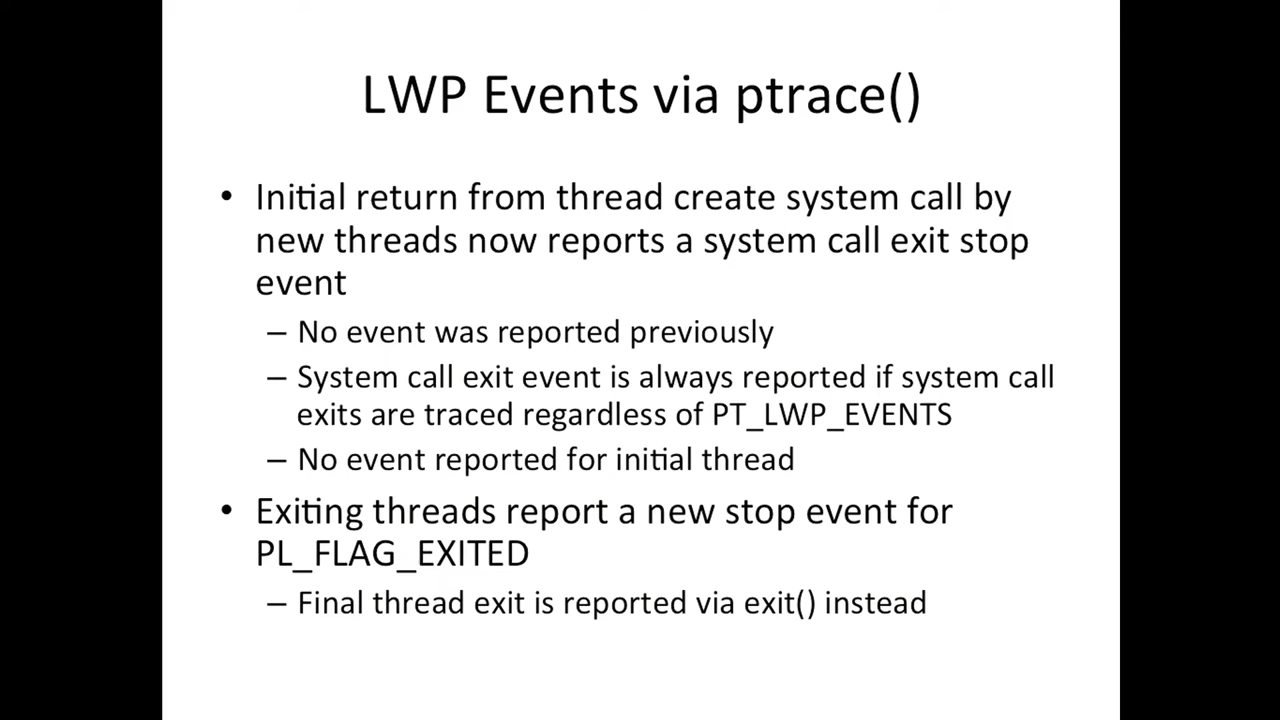 LWP Events via ptrace()
• Initial return from thread create system call by
new threads now reports a system call exit stop
event
– No event was reported previously
– System call exit event is always reported if system call
exits are traced regardless of PT_LWP_EVENTS
– No event reported for initial thread
• Exiting threads report a new stop event for
PL_FLAG_EXITED
– Final thread exit is reported via exit() instead